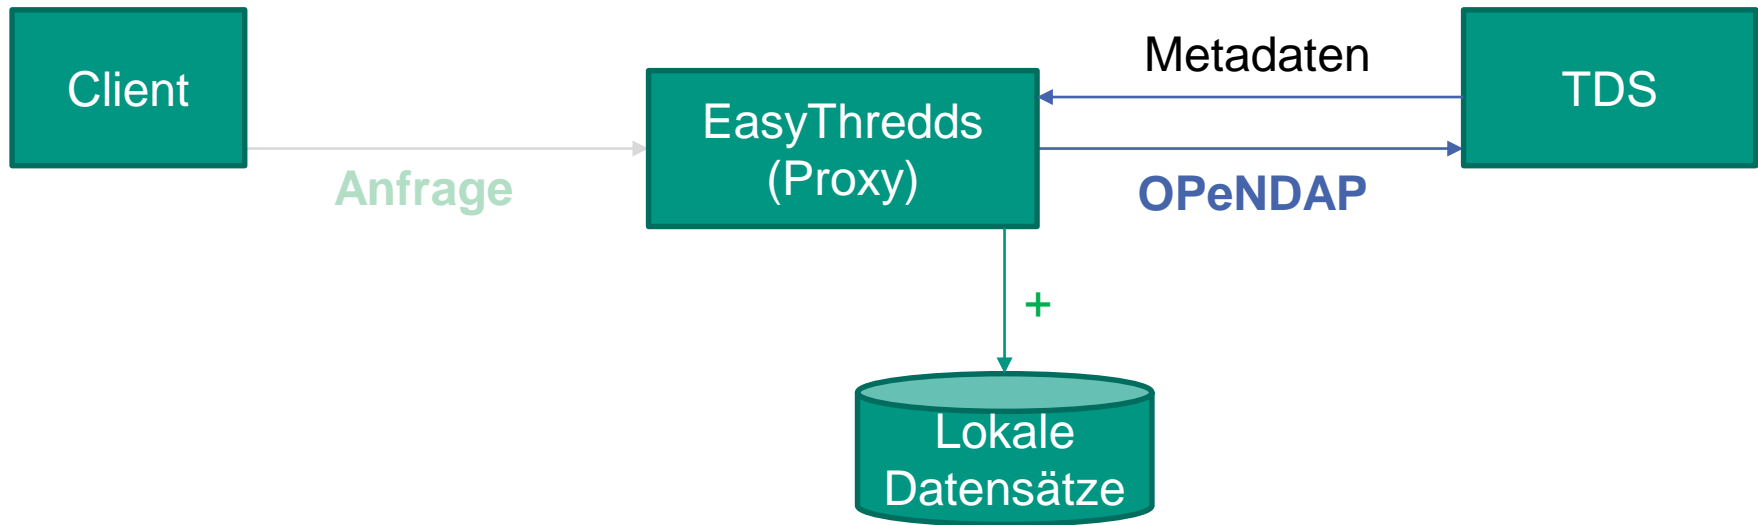 Client
Anfrage
EasyThredds
(Proxy)
Metadaten
OPeNDAP
TDS
+
Lokale
Datensätze